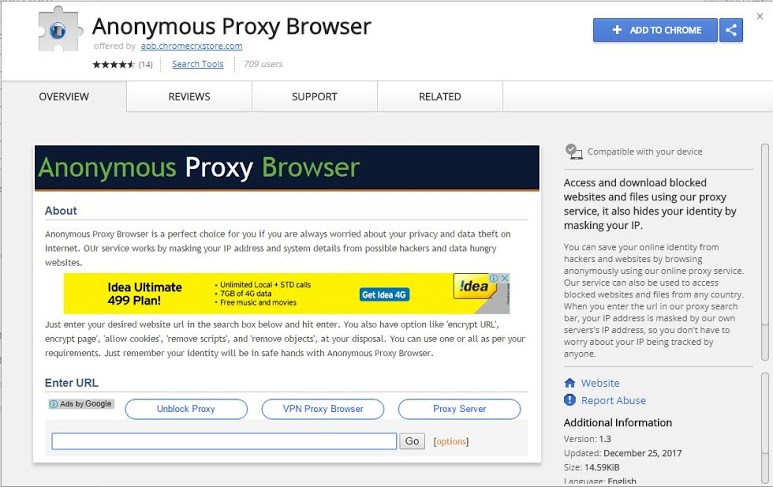 Anonymous Proxy Browser
offered by apb.chromecrxstore.com
(14) Search Tools 709 users
ADD TO CHROME
OVERVIEW REVIEWS SUPPORT RELATED
Anonymous Proxy Browser
About
Anonymous Proxy Browser is a perfect choice for you if you are always worried about your privacy and data theft on
internet. OUr service works by masking your IP address and system details from possible hackers and data hungry
websites.
Idea Ultimate
499 Plan!
• Unlimited Local + STD calls
• 7GB of 4G data
• Free music and movies
Get Idea 4G
!dea
Just enter your desired website url in the search box below and hit enter. You also have option like 'encrypt URL',
encrypt page', 'allow cookies', 'remove scripts', and 'remove objects', at your disposal. You can use one or all as per your
requirements. Just remember your identity will be in safe hands with Anonymous Proxy Browser.
Enter URL
Ads by Google
Unblock Proxy
VPN Proxy Browser
Proxy Server
Go [options]
Compatible with your device
Access and download blocked
websites and files using our proxy
service, it also hides your identity by
masking your IP.
You can save your online identity from
hackers and websites by browsing
anonymously using our online proxy service.
Our service can also be used to access
blocked websites and files from any country.
When you enter the url in our proxy search
bar, your IP address is masked by our own
servers's IP address, so you don't have to
worry about your IP being tracked by
anyone.
Website
Report Abuse
Additional Information
Version: 1.3
Updated: December 25, 2017
Size: 14.59KiB
Language: English